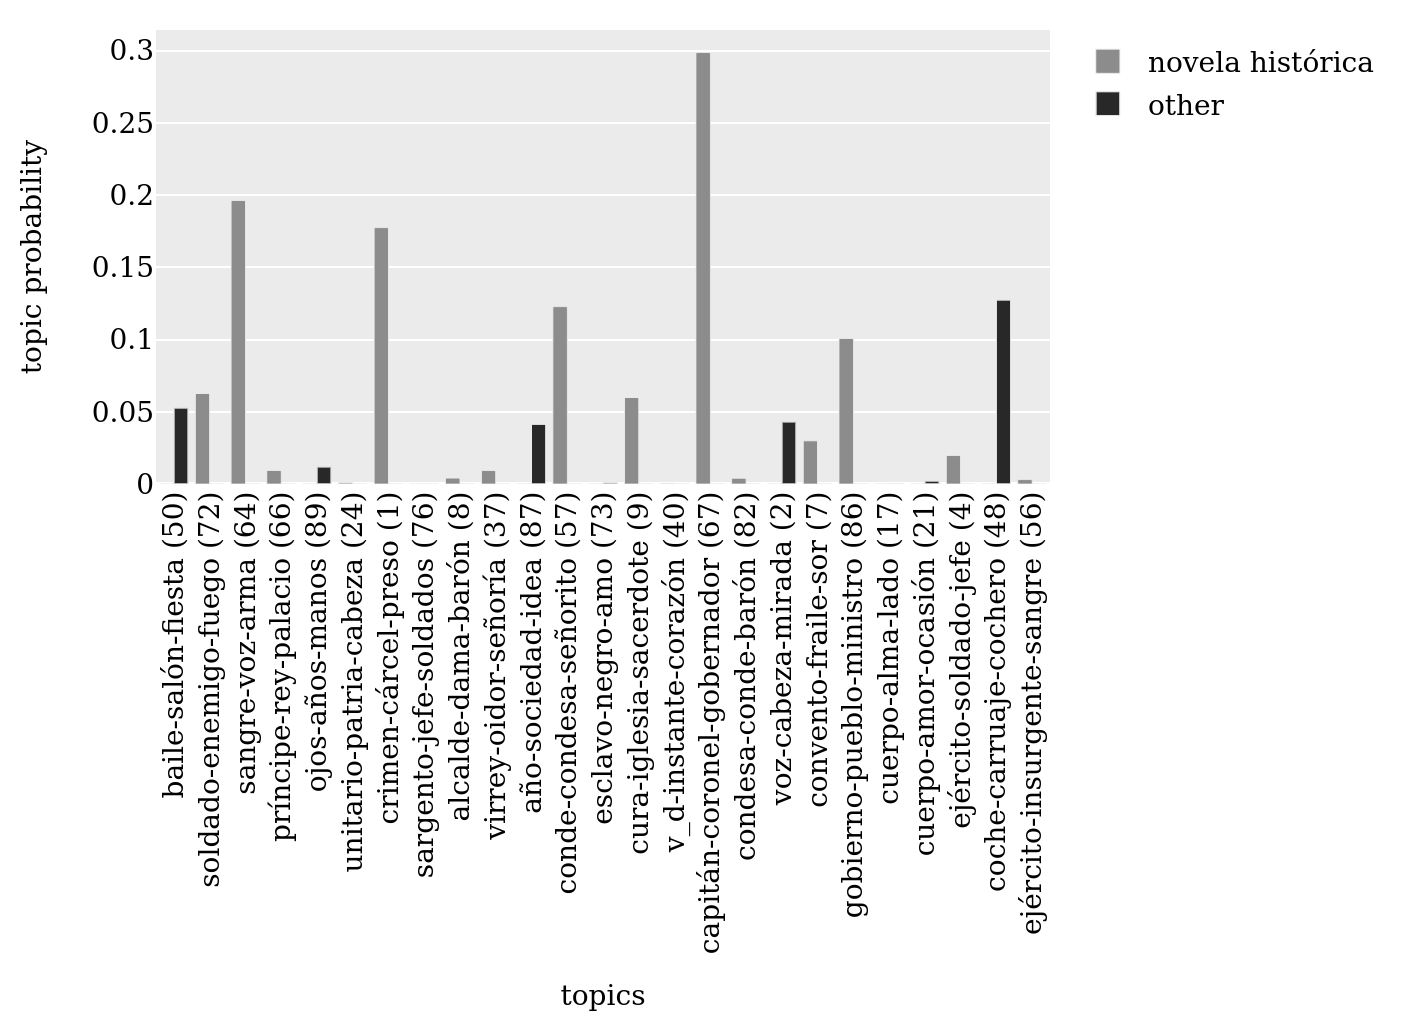 0.3
0.25
0.2
0.15
0.1
0.05
0
topic probability
novela histórica
other
baile-salón-fiesta (50)
soldado-enemigo-fuego (72)
sangre-voz-arma (64)
príncipe-rey-palacio (66)
ojos-años-manos (89)
unitario-patria-cabeza (24)
crimen-cárcel-preso (1)
sargento-jefe-soldados (76)
alcalde-dama-barón (8)
virrey-oidor-señoría (37)
año-sociedad-idea (87)
conde-condesa-señorito (57)
esclavo-negro-amo (73)
cura-iglesia-sacerdote (9)
v_d-instante-corazón (40)
capitán-coronel-gobernador (67)
condesa-conde-barón (82)
voz-cabeza-mirada (2)
convento-fraile-sor (7)
gobierno-pueblo-ministro (86)
cuerpo-alma-lado (17)
cuerpo-amor-ocasión (21)
ejército-soldado-jefe (4)
coche-carruaje-cochero (48)
ejército-insurgente-sangre (56)
topics